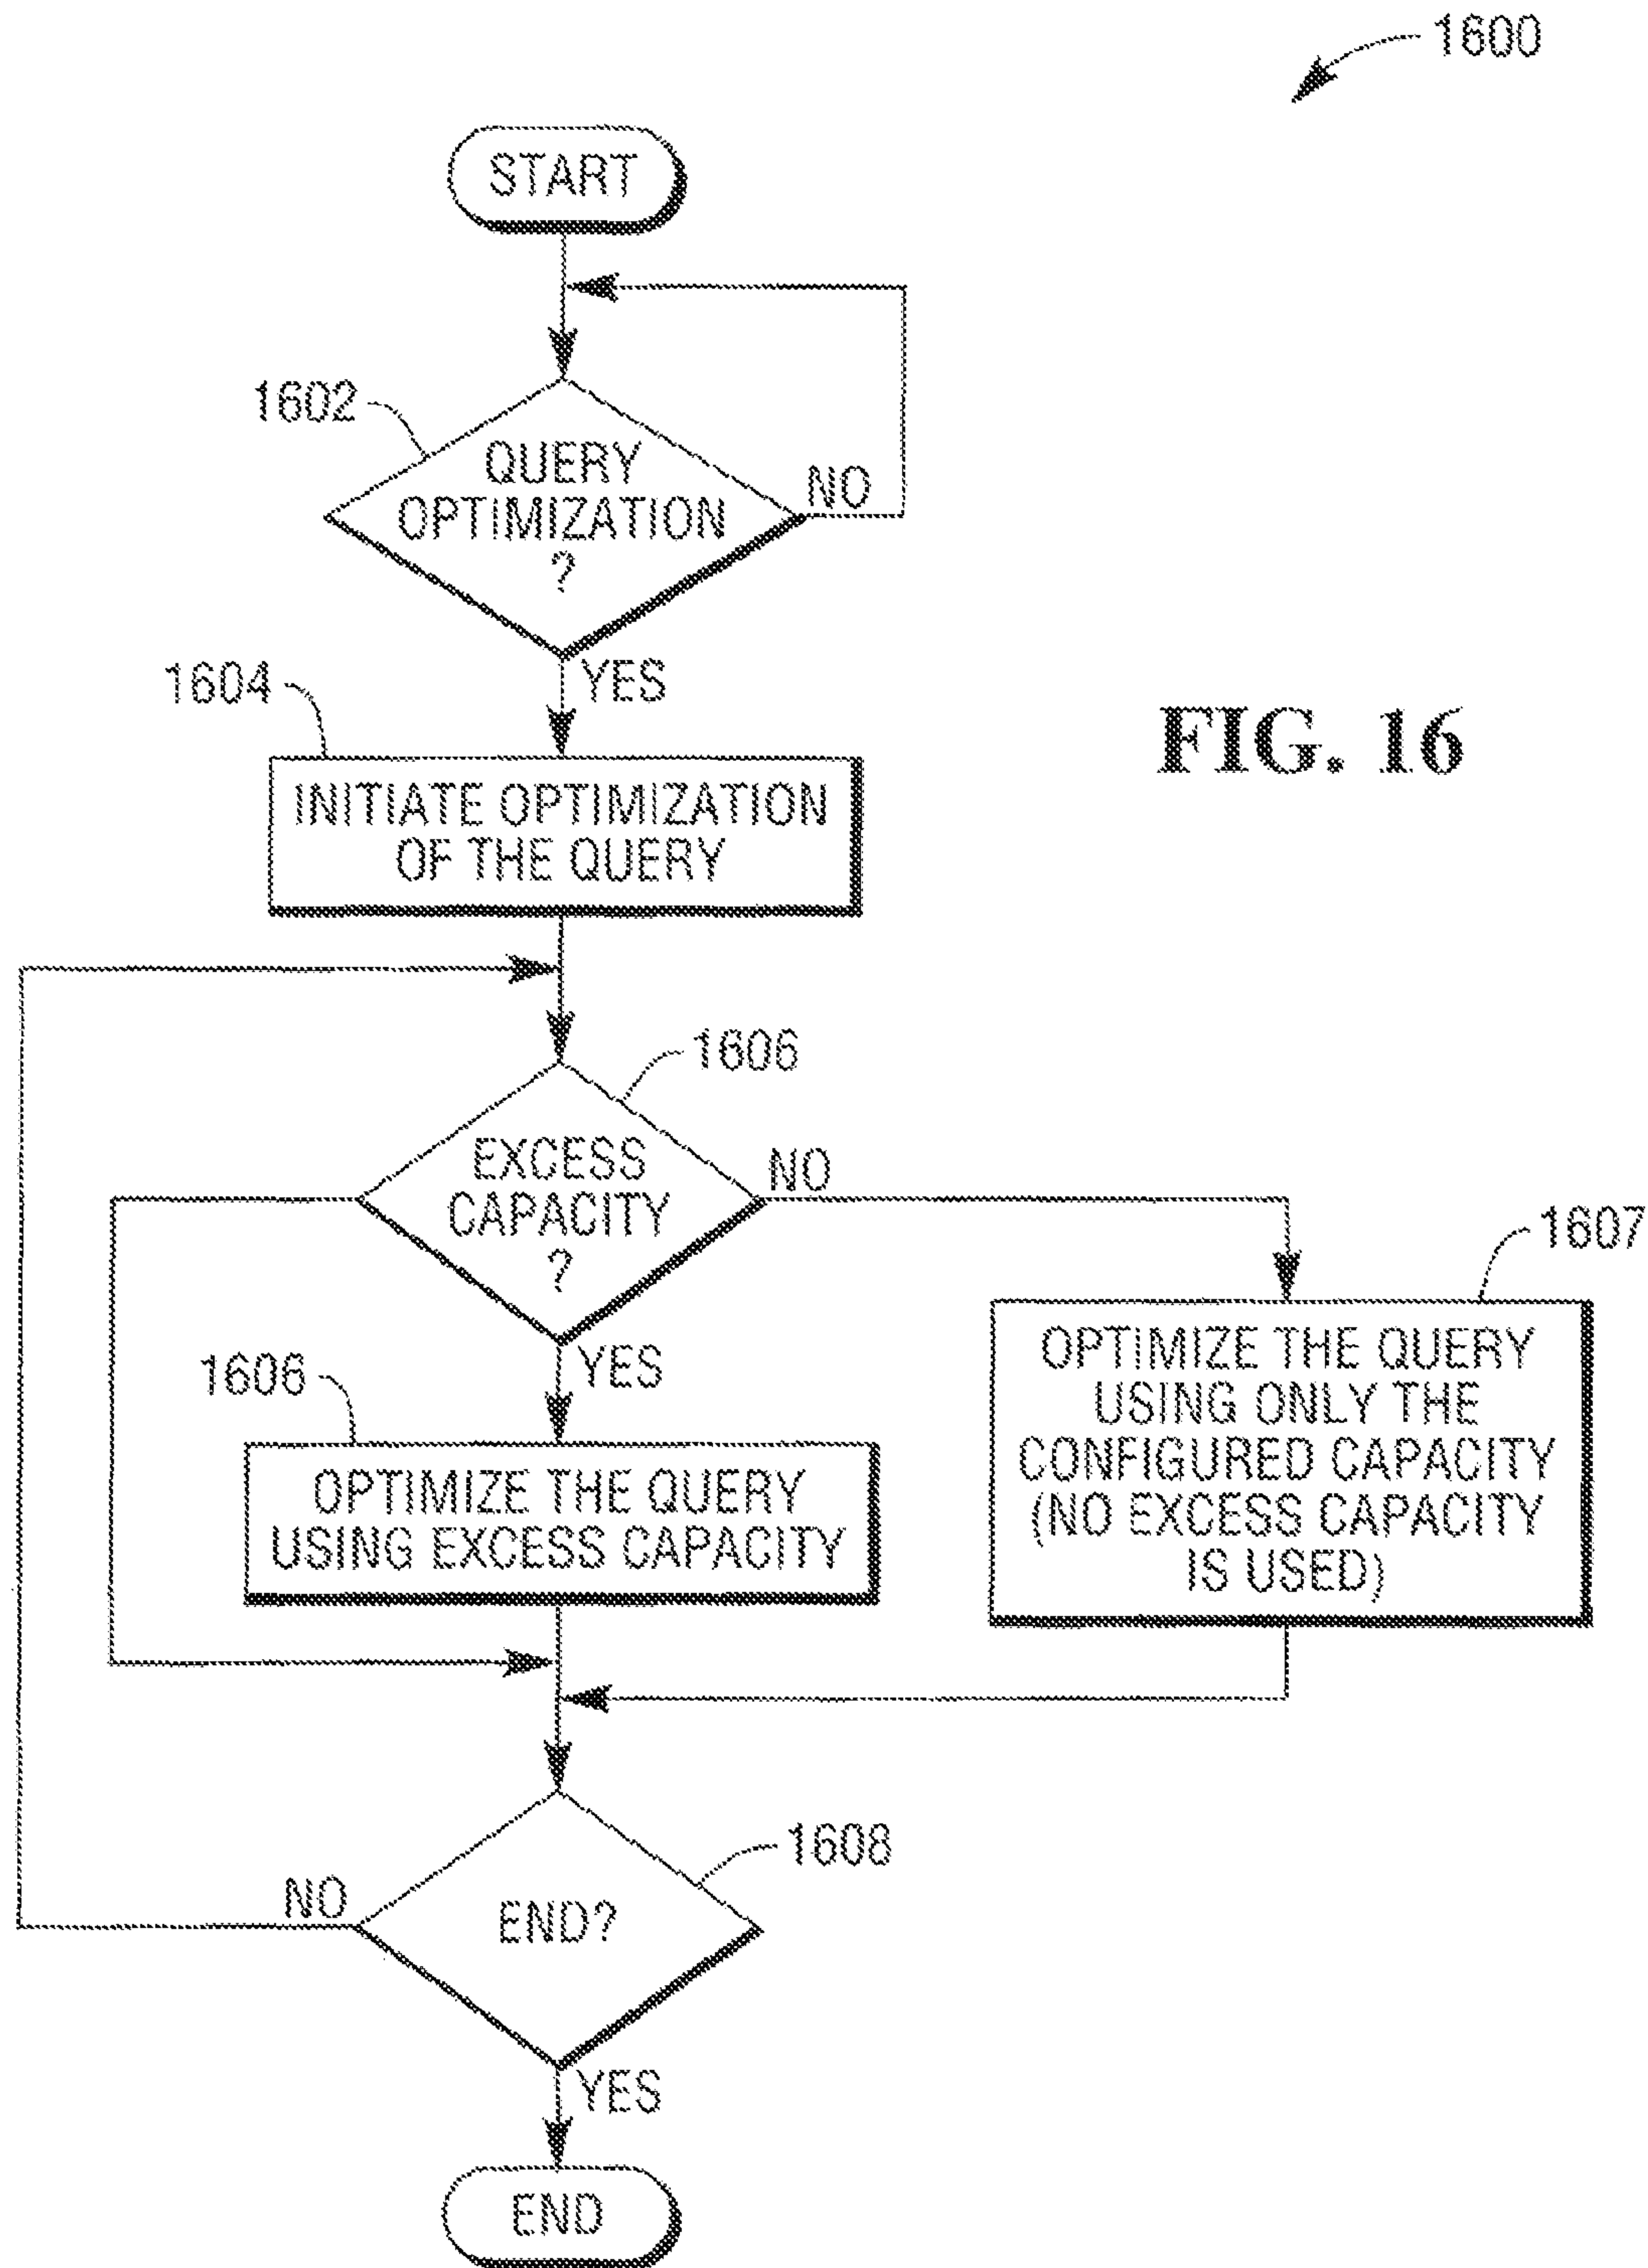 1600
START
1602
QUERY
OPTIMIZATION
?
NO
YES
1604
INITIATE OPTIMIZATION
OF THE QUERY
FIG. 16
1606
EXCESS
CAPACITY
?
NO
YES
1607
OPTIMIZE THE QUERY
USING ONLY THE
CONFIGURED CAPACITY
(NO EXCESS CAPACITY
IS USED)
1606
OPTIMIZE THE QUERY
USING EXCESS CAPACITY
1608
END?
NO
YES
END